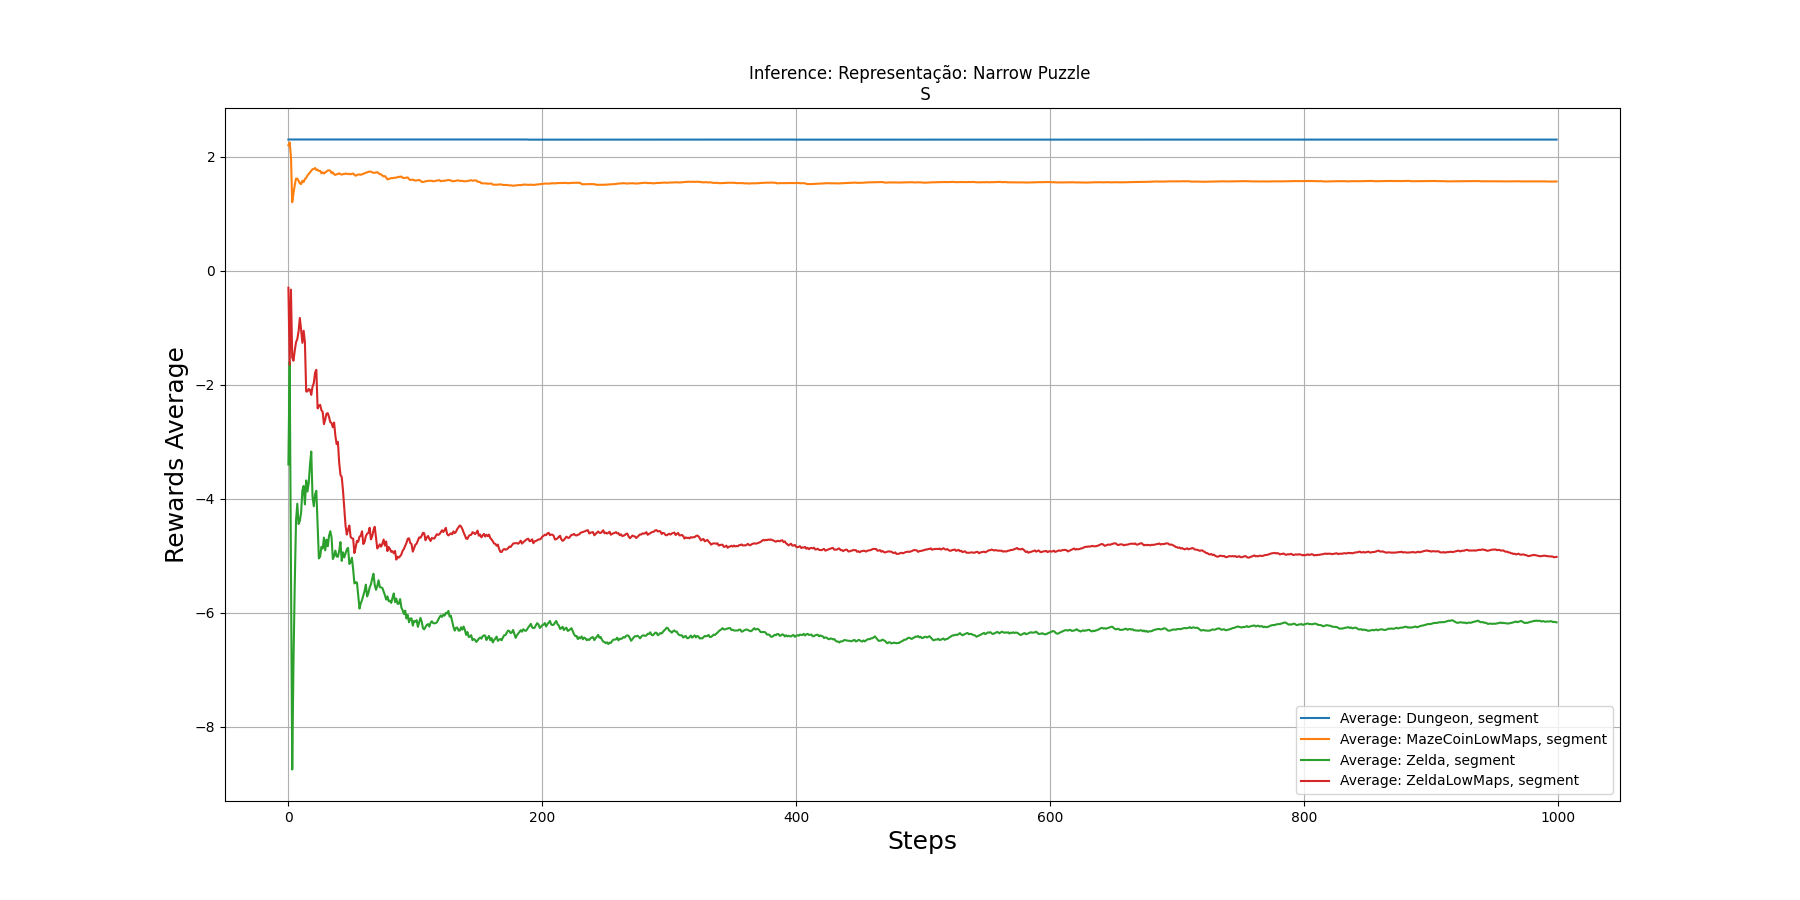 Inference: Representação: Narrow Puzzle
S
Rewards Average
2
0
−2
−4
−6
−8
0 200 400 600 800 1000
Steps
Average: Dungeon, segment
Average: MazeCoinLowMaps, segment
Average: Zelda, segment
Average: ZeldaLowMaps, segment